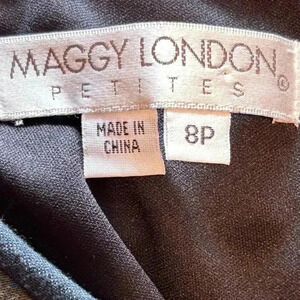 MAGGY LONDON®
PETITES
MADE IN
CHINA
8P